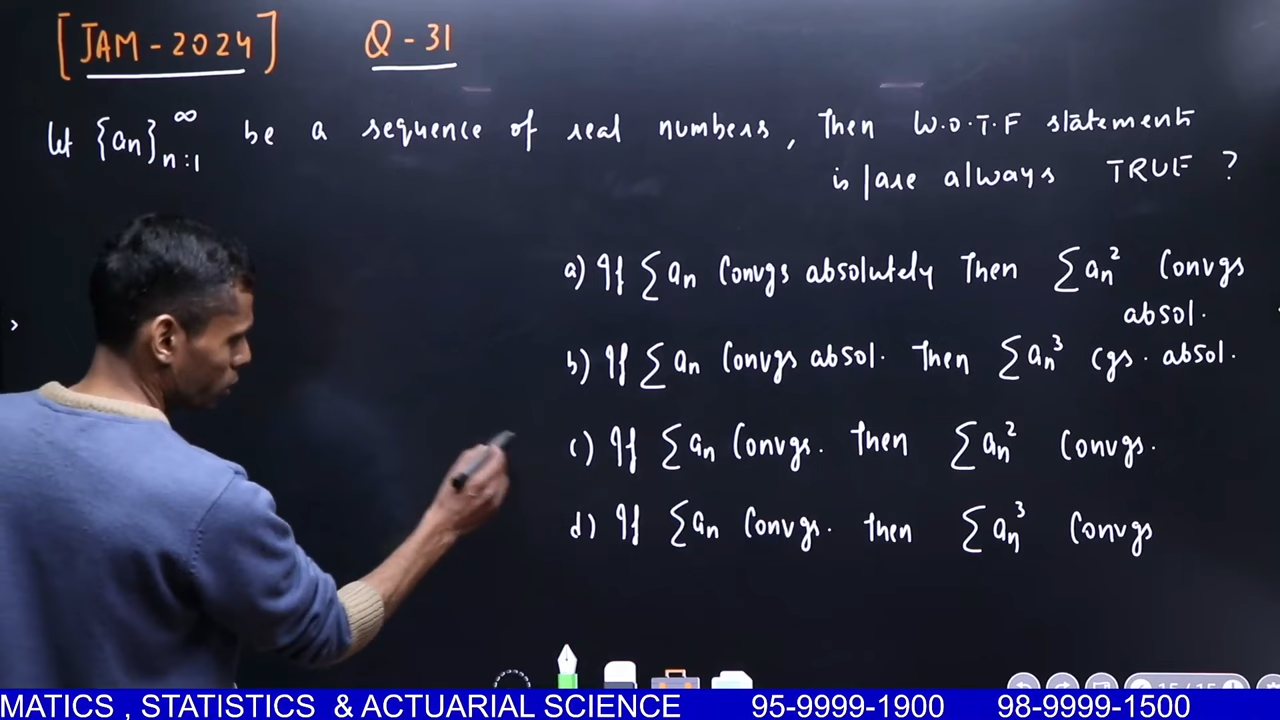 [JAM-2024] Q-31
Let {an}∞n=1 be a sequence of real numbers, Then W.O.T.F statements
is/are always TRUE ?
a) If ∑an Convgs absolutely Then ∑an² Convgs
absol.
b) If ∑an Convgs absol. Then ∑an³ cgs. absol.
c) If ∑an Convgs. Then ∑an² Convgs.
d) If ∑an Convgs. then ∑an³ Convgs
MATICS , STATISTICS & ACTUARIAL SCIENCE 95-9999-1900 98-9999-1500